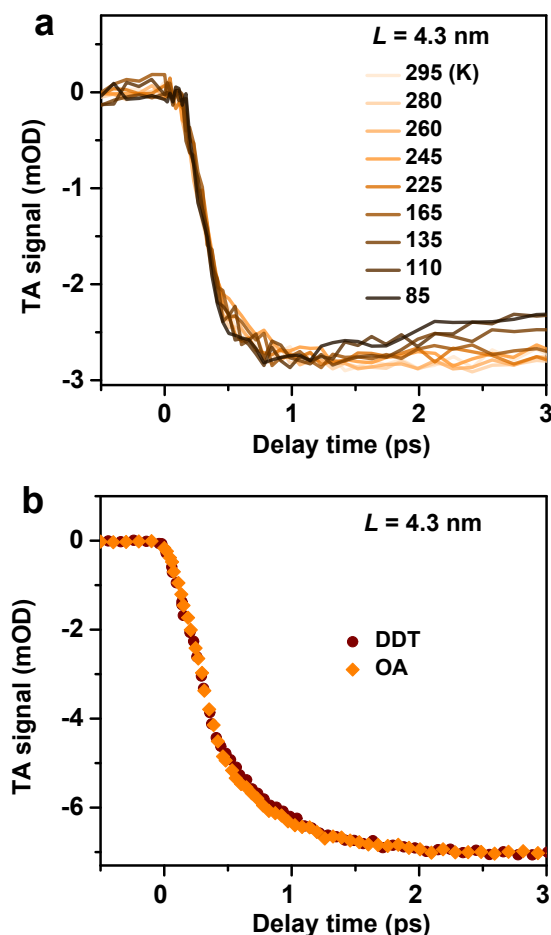 a
L = 4.3 nm
295 (K)
280
260
245
225
165
135
110
85
0
-1
-2
-3
TA signal (mOD)
0 1 2 3
Delay time (ps)
b
L = 4.3 nm
DDT
OA
0
-2
-4
-6
TA signal (mOD)
0 1 2 3
Delay time (ps)